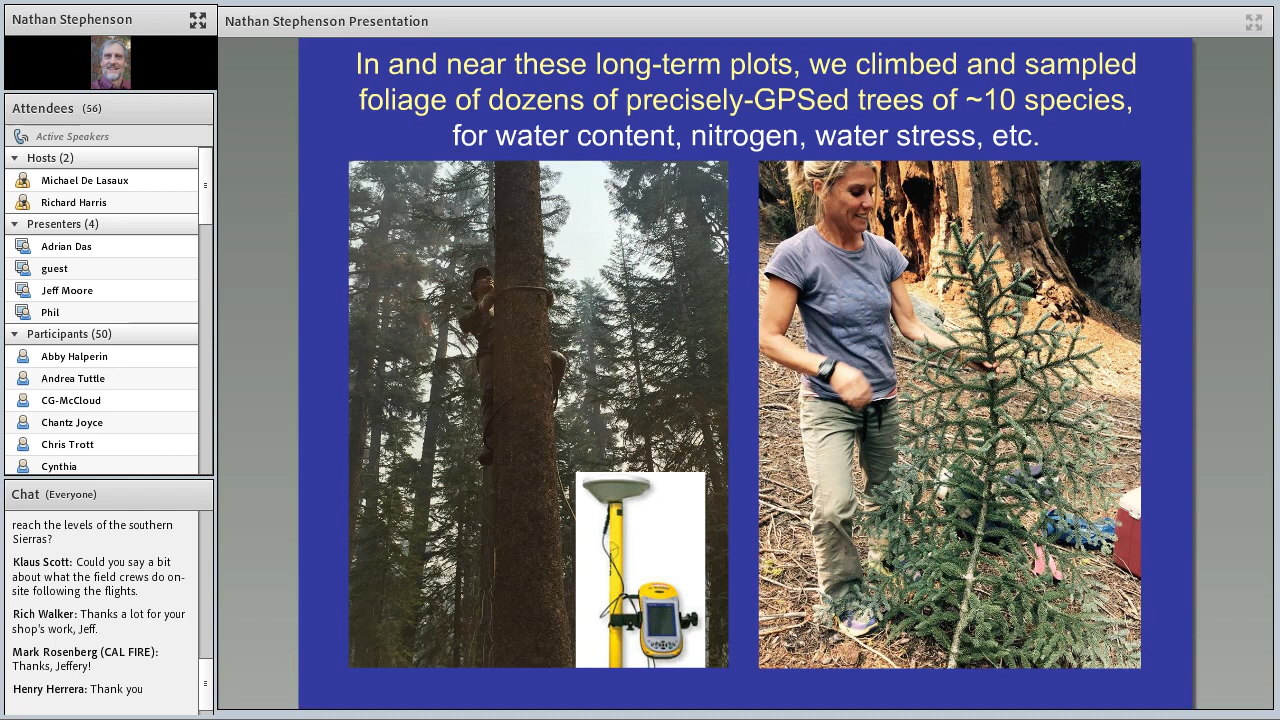 Nathan Stephenson
Attendees (56)
Active Speakers
Hosts (2)
Michael De Lasaux
Richard Harris
Presenters (4)
Adrian Das
guest
Jeff Moore
Phil
Participants (50)
Abby Halperin
Andrea Tuttle
CG-McCloud
Chantz Joyce
Chris Trott
Cynthia
Chat (Everyone)
reach the levels of the southern
Sierras?
Klaus Scott: Could you say a bit
about what the field crews do on-
site following the flights.
Rich Walker: Thanks a lot for your
shop's work, Jeff.
Mark Rosenberg (CAL FIRE):
Thanks, Jeffery!
Henry Herrera: Thank you
Nathan Stephenson Presentation
In and near these long-term plots, we climbed and sampled
foliage of dozens of precisely-GPSed trees of ~10 species,
for water content, nitrogen, water stress, etc.